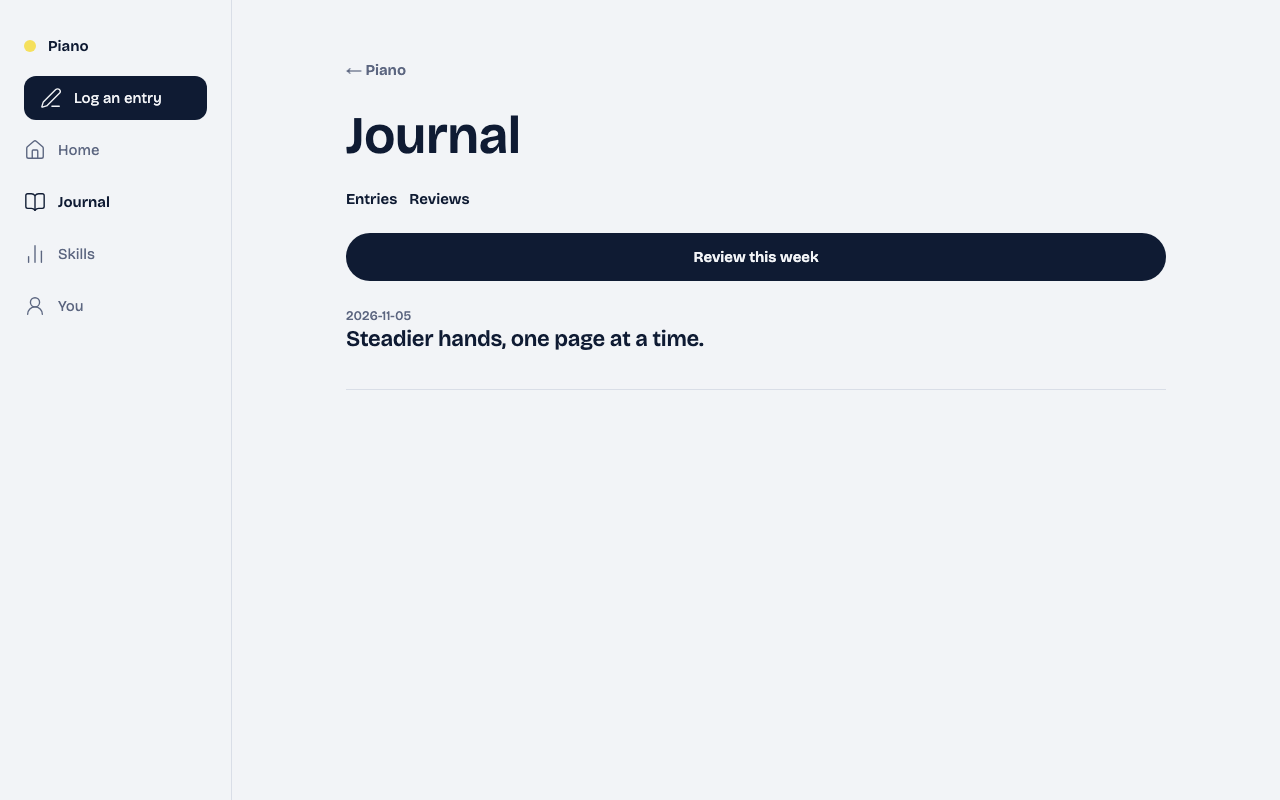 Piano
Log an entry
Home
Journal
Skills
You
← Piano
Journal
Entries Reviews
Review this week
2026-11-05
Steadier hands, one page at a time.